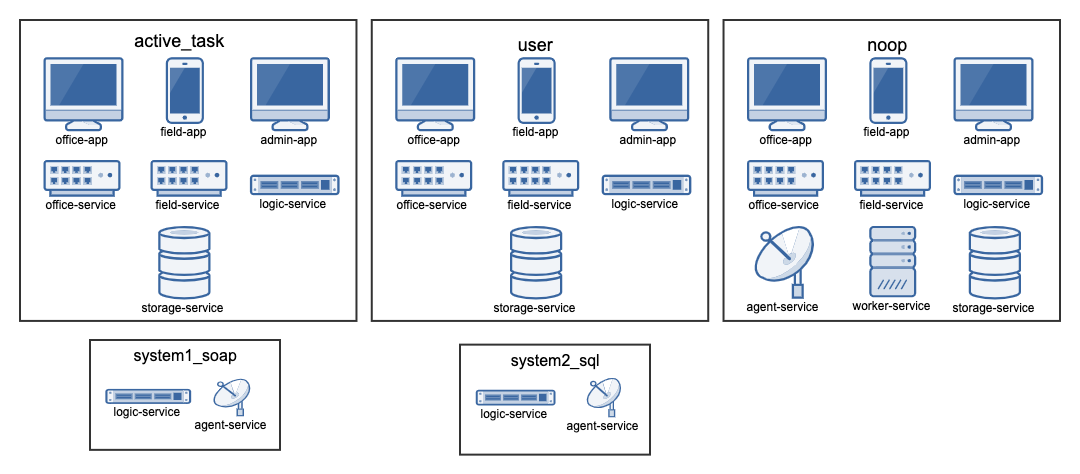 active_task
user
noop
office-app
field-app
admin-app
office-app
field-app
admin-app
office-app
field-app
admin-app
office-service
field-service
logic-service
office-service
field-service
logic-service
office-service
field-service
logic-service
storage-service
storage-service
agent-service
worker-service
storage-service
system1_soap
system2_sql
logic-service
agent-service
logic-service
agent-service